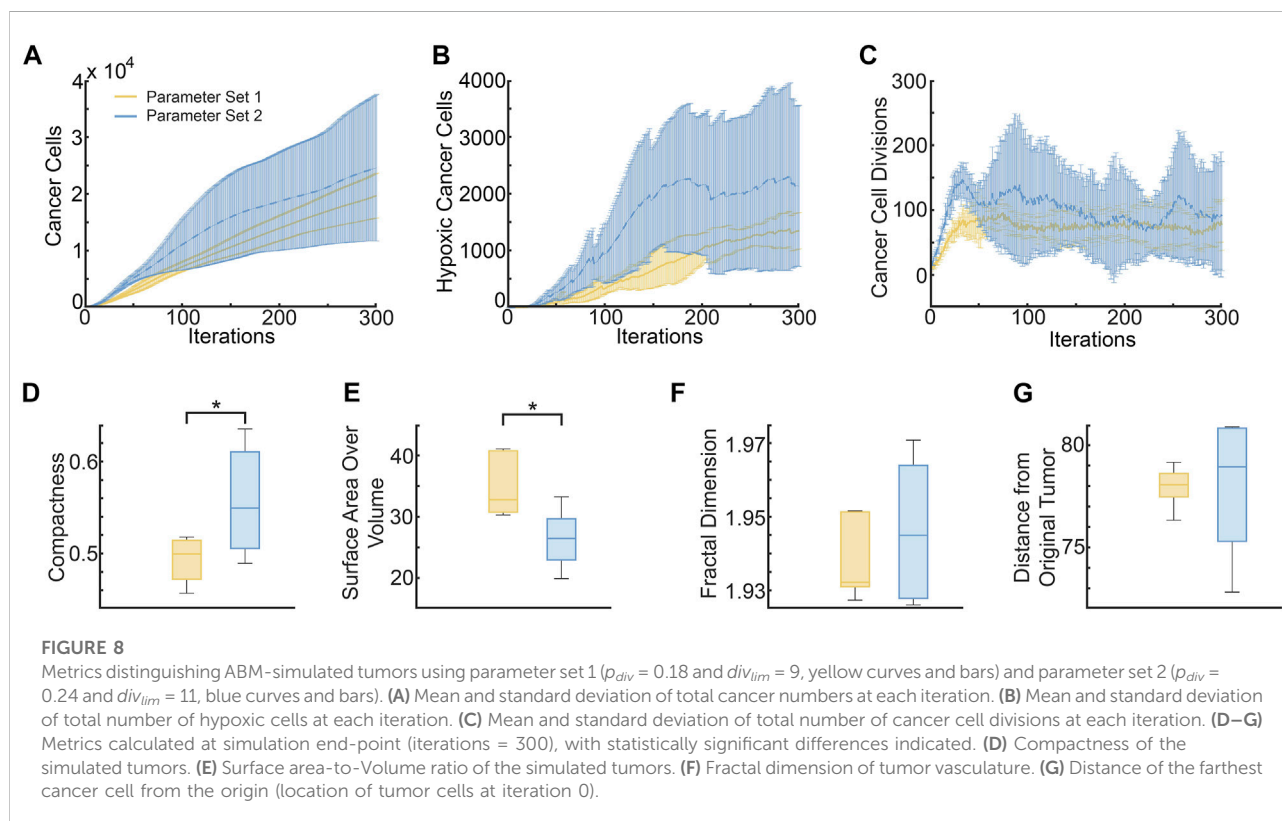 A
B
C
x 10^4
4
3
2
1
0
Cancer Cells
Parameter Set 1
Parameter Set 2
0 100 200 300
Iterations
4000
3000
2000
1000
0
Hypoxic Cancer Cells
0 100 200 300
Iterations
300
200
100
0
Cancer Cell Divisions
0 100 200 300
Iterations
D
E
F
G
*
0.6
0.5
Compactness
*
40
30
20
Surface Area Over
Volume
1.97
1.95
1.93
Fractal Dimension
80
75
Distance from
Original Tumor
FIGURE 8
Metrics distinguishing ABM-simulated tumors using parameter set 1 (p_div = 0.18 and div_lim = 9, yellow curves and bars) and parameter set 2 (p_div =
0.24 and div_lim = 11, blue curves and bars). (A) Mean and standard deviation of total cancer numbers at each iteration. (B) Mean and standard deviation
of total number of hypoxic cells at each iteration. (C) Mean and standard deviation of total number of cancer cell divisions at each iteration. (D–G)
Metrics calculated at simulation end-point (iterations = 300), with statistically significant differences indicated. (D) Compactness of the
simulated tumors. (E) Surface area-to-Volume ratio of the simulated tumors. (F) Fractal dimension of tumor vasculature. (G) Distance of the farthest
cancer cell from the origin (location of tumor cells at iteration 0).